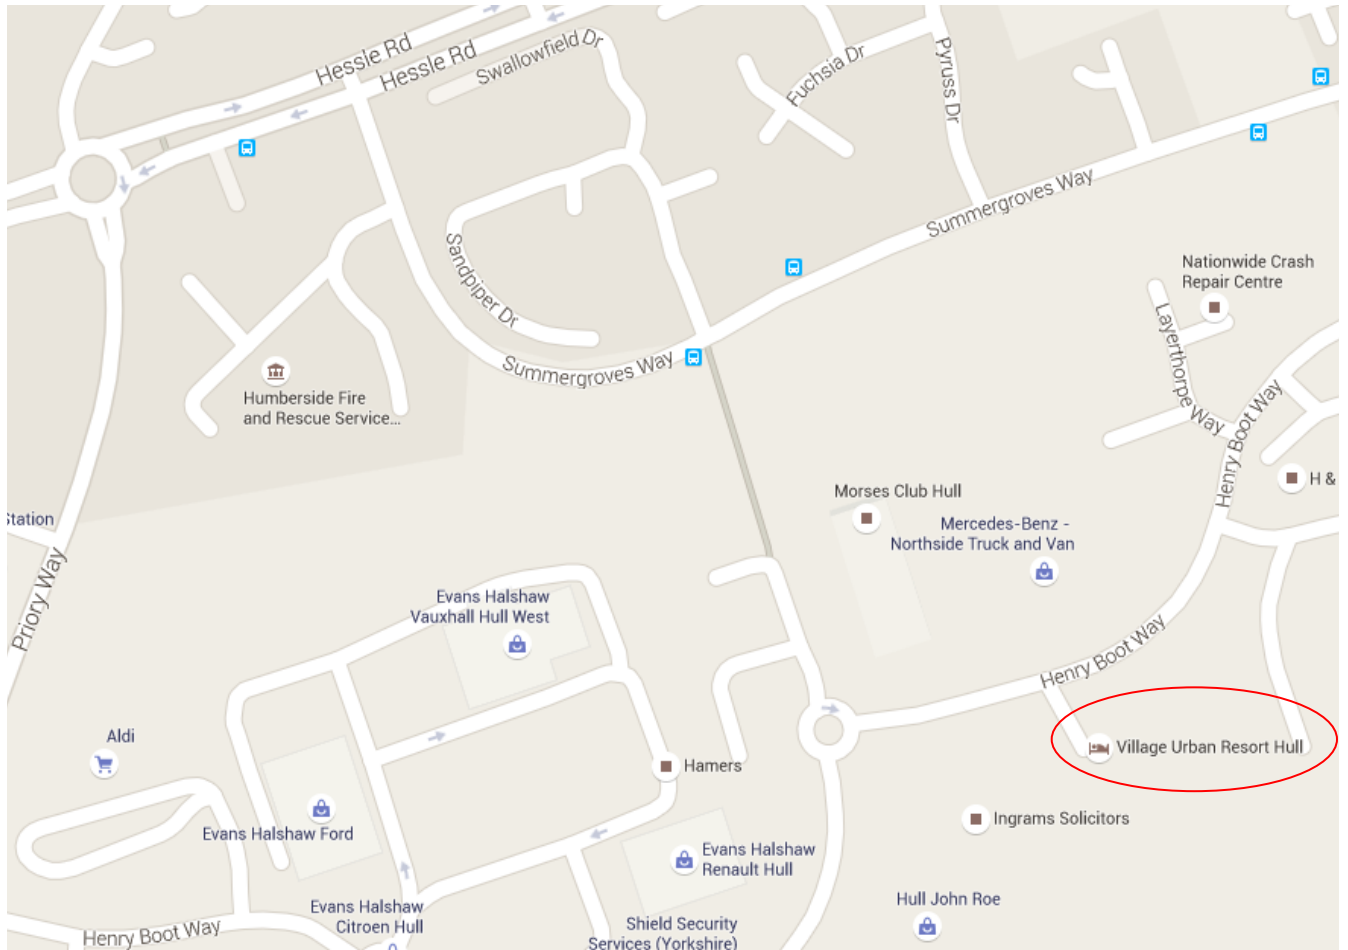 Hessle Rd
Hessle Rd
Swallowfield Dr
Fuchsia Dr
Pyruss Dr
Summergroves Way
Sandpiper Dr
Nationwide Crash
Repair Centre
Layerthorpe Way
Summergroves Way
Humberside Fire
and Rescue Service...
Henry Boot Way
H &
Morses Club Hull
Mercedes-Benz -
Northside Truck and Van
Station
Priory Way
Evans Halshaw
Vauxhall Hull West
Henry Boot Way
Aldi
Village Urban Resort Hull
Hamers
Ingrams Solicitors
Evans Halshaw Ford
Evans Halshaw
Renault Hull
Hull John Roe
Evans Halshaw
Citroen Hull
Shield Security
Services (Yorkshire)
Henry Boot Way